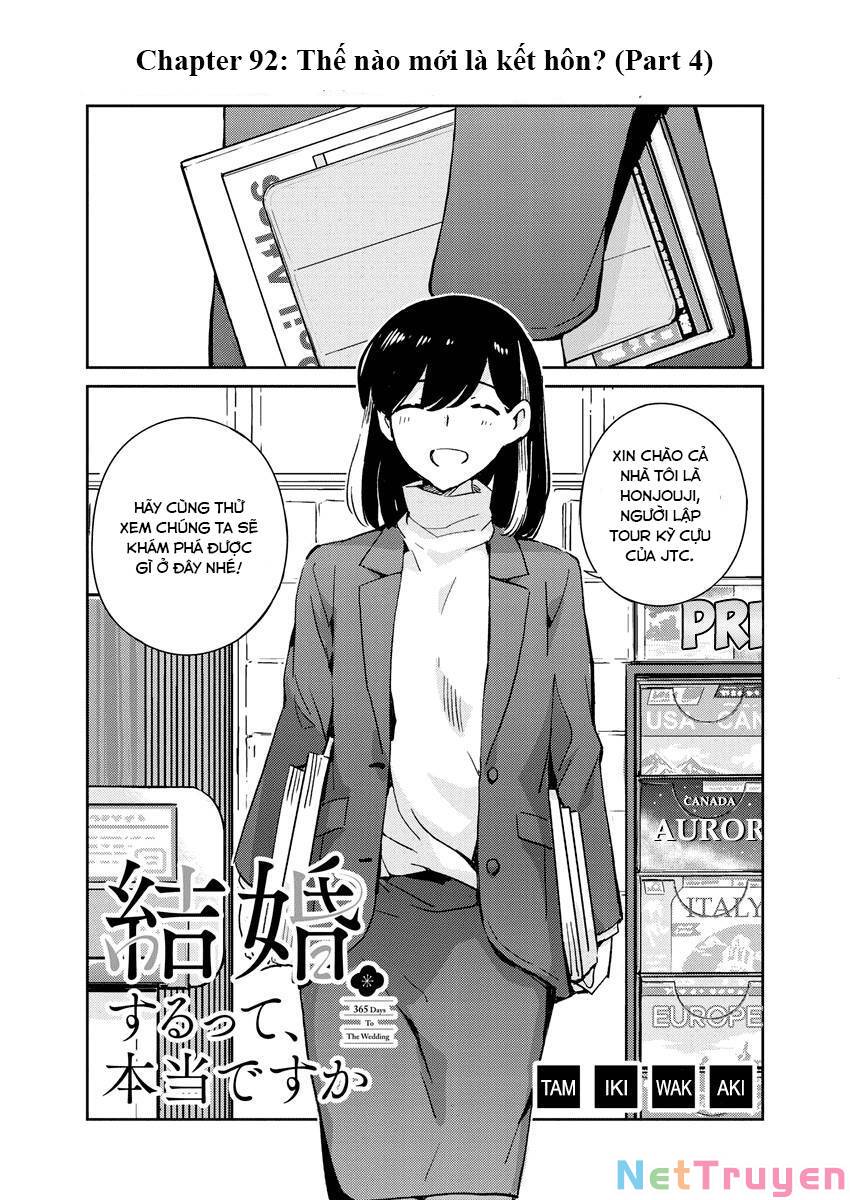 Chapter 92: Thế nào mới là kết hôn? (Part 4)
XIN CHÀO CẢ
NHÀ TÔI LÀ
HONJOUJI,
NGƯỜI LẬP
TOUR KỲ CỰU
CỦA JTC.
HÃY CÙNG THỬ
XEM CHÚNG TA SẼ
KHÁM PHÁ ĐƯỢC
GÌ Ở ĐÂY NHÉ!
PRE
USA CAN
CANADA
AUROR
ITALY
EUROPE
結婚
するって、
本当ですか
365 Days
To
The Wedding
TAM IKI WAK AKI
NetTruyen